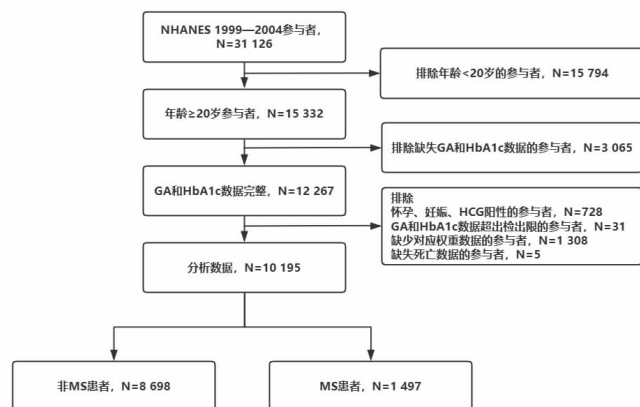 NHANES 1999—2004参与者，
N=31 126
排除年龄<20岁的参与者，N=15 794
年龄≥20岁参与者，N=15 332
排除缺失GA和HbA1c数据的参与者，N=3 065
GA和HbA1c数据完整，N=12 267
排除
怀孕、妊娠、HCG阳性的参与者，N=728
GA和HbA1c数据超出检出限的参与者，N=31
缺少对应权重数据的参与者，N=1 308
缺失死亡数据的参与者，N=5
分析数据，N=10 195
非MS患者，N=8 698
MS患者，N=1 497